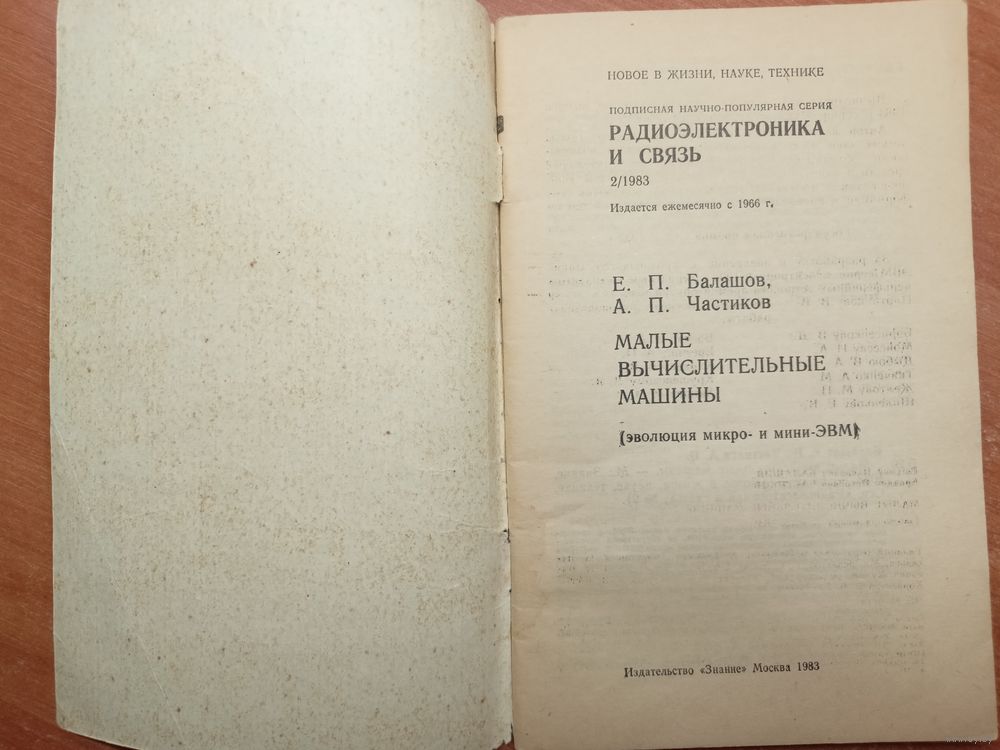 НОВОЕ В ЖИЗНИ, НАУКЕ, ТЕХНИКЕ
ПОДПИСНАЯ НАУЧНО-ПОПУЛЯРНАЯ СЕРИЯ
РАДИОЭЛЕКТРОНИКА
И СВЯЗЬ
2/1983
Издается ежемесячно с 1966 г.
Е. П. Балашов,
А. П. Частиков
МАЛЫЕ
ВЫЧИСЛИТЕЛЬНЫЕ
МАШИНЫ
(эволюция микро- и мини-ЭВМ)
Издательство «Знание» Москва 1983